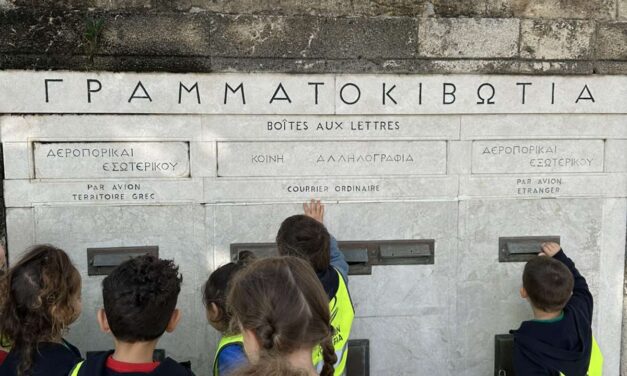 ΓΡΑΜΜΑΤΟΚΙΒΩΤΙΑ
BOÎTES AUX LETTRES
ΑΕΡΟΠΟΡΙΚΑΙ
ΕΣΩΤΕΡΙΚΟΥ
PAR AVION
TERRITOIRE GREC
ΚΟΙΝΗ ΑΛΛΗΛΟΓΡΑΦΙΑ
COURRIER ORDINAIRE
ΑΕΡΟΠΟΡΙΚΑΙ
ΕΞΩΤΕΡΙΚΟΥ
PAR AVION
ETRANGER